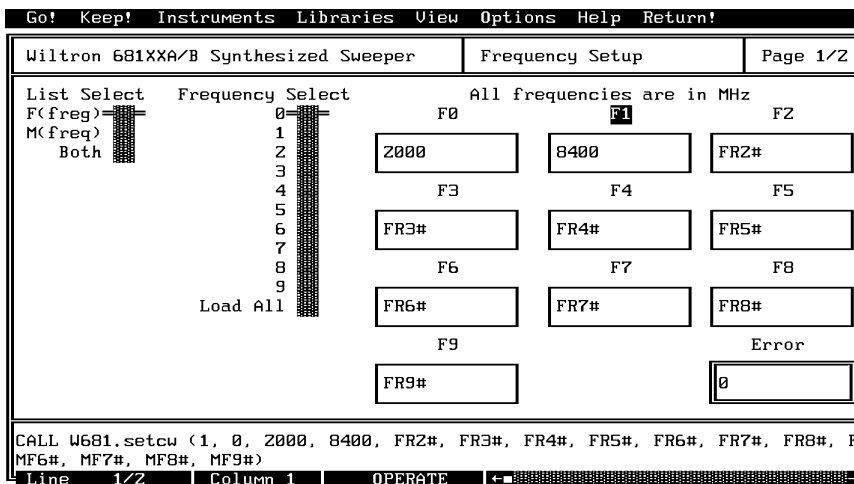 Go! Keep! Instruments Libraries View Options Help Return!
Wiltron 681XXA/B Synthesized Sweeper Frequency Setup Page 1/2
List Select Frequency Select All frequencies are in MHz
F(freq) 0 F0 F1 F2
M(freq) 1
Both 2 2000 8400 FR2#
3
4 F3 F4 F5
5
6 FR3# FR4# FR5#
7
8 F6 F7 F8
9
Load All FR6# FR7# FR8#
F9 Error
FR9# 0
CALL W681.setcw (1, 0, 2000, 8400, FR2#, FR3#, FR4#, FR5#, FR6#, FR7#, FR8#,
MF6#, MF7#, MF8#, MF9#)
Line 1/2 Column 1 OPERATE